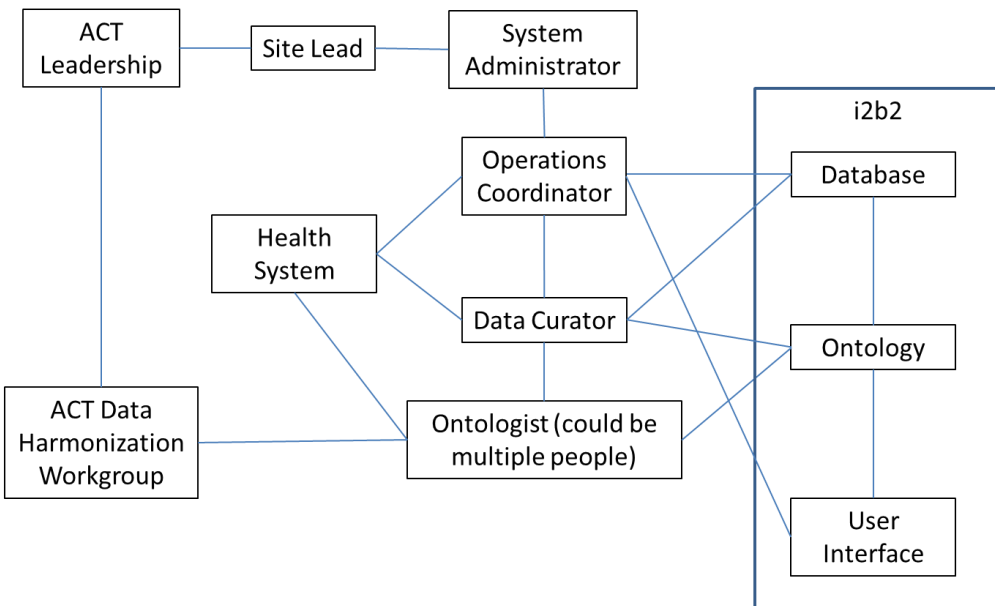 ACT
Leadership
Site Lead
System
Administrator
i2b2
Operations
Coordinator
Database
Health
System
Data Curator
Ontology
ACT Data
Harmonization
Workgroup
Ontologist (could be
multiple people)
User
Interface